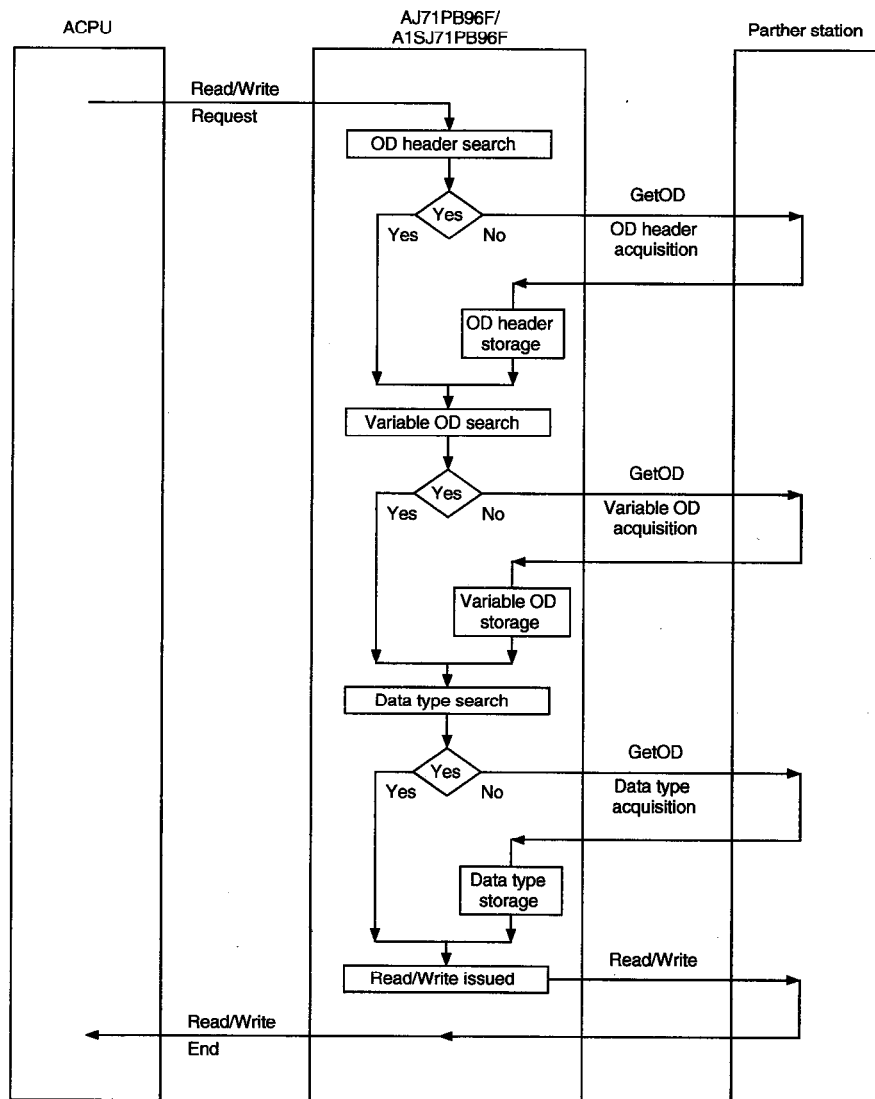 ACPU
AJ71PB96F/
A1SJ71PB96F
Parther station
Read/Write
Request
OD header search
Yes
Yes
No
GetOD
OD header
acquisition
OD header
storage
Variable OD search
Yes
Yes
No
GetOD
Variable OD
acquisition
Variable OD
storage
Data type search
Yes
Yes
No
GetOD
Data type
acquisition
Data type
storage
Read/Write issued
Read/Write
Read/Write
End